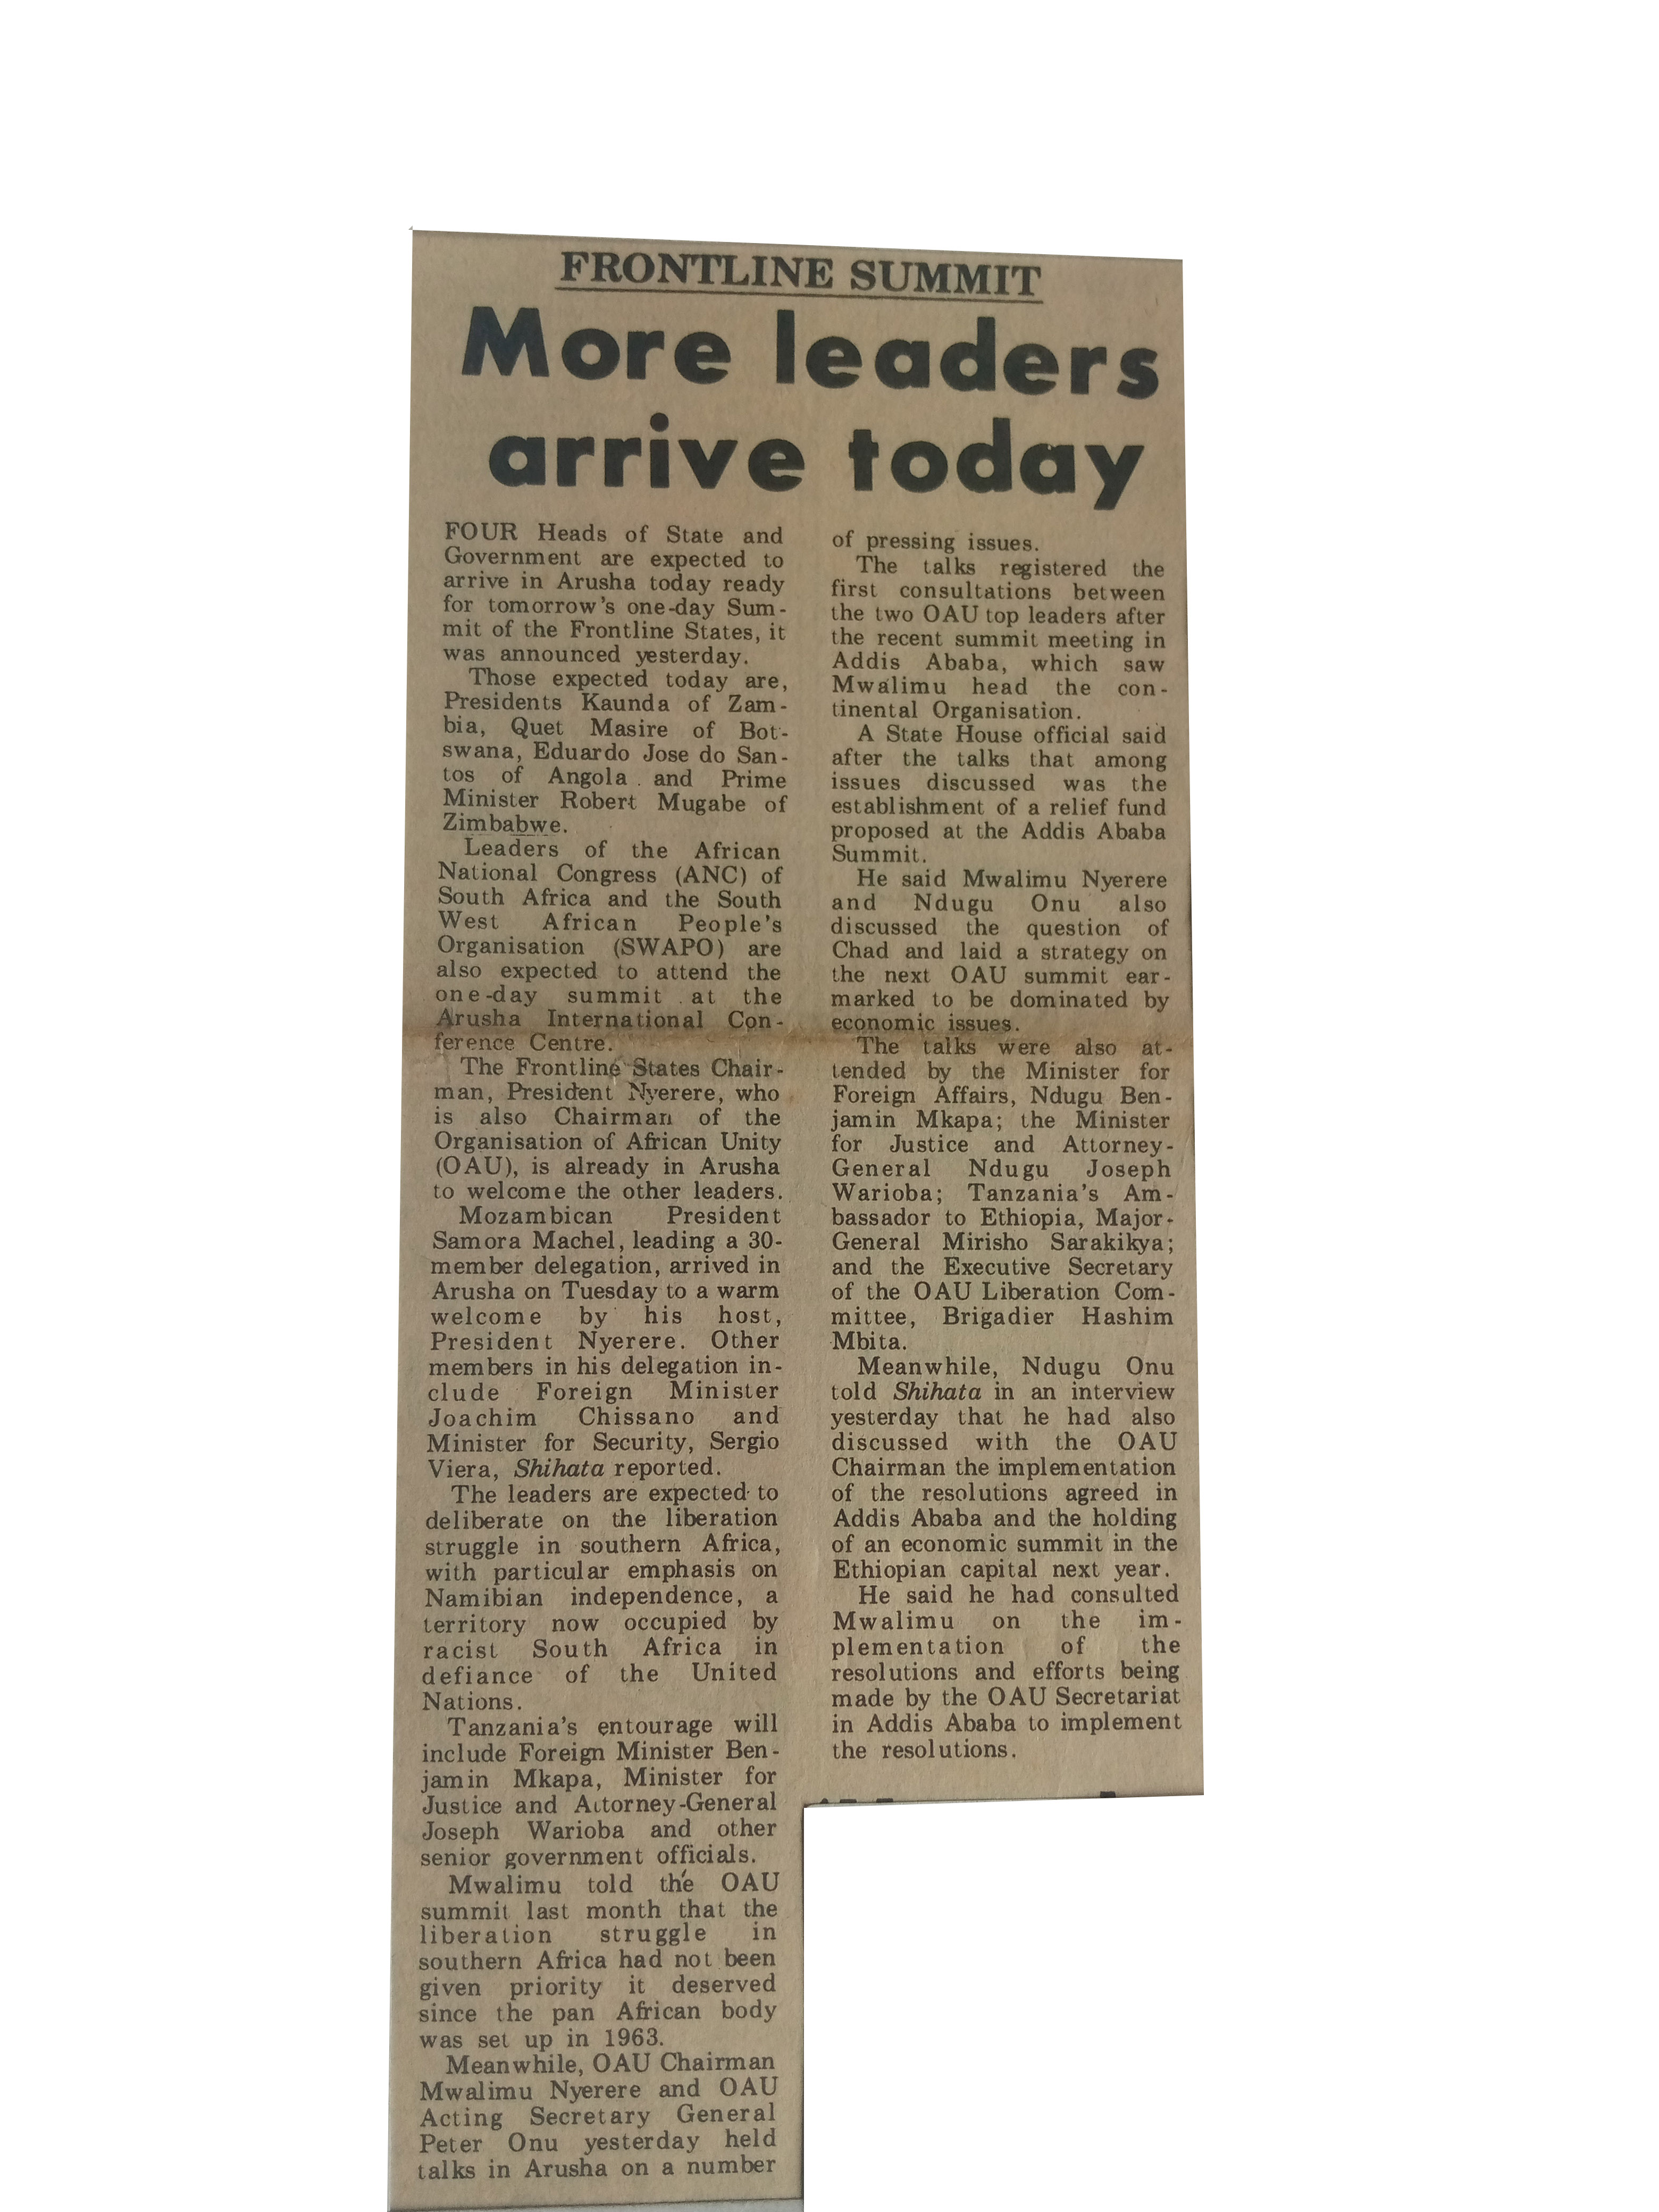 FRONTLINE SUMMIT
More leaders
arrive today
FOUR Heads of State and
Government are expected to
arrive in Arusha today ready
for tomorrow's one-day Sum-
mit of the Frontline States, it
was announced yesterday.
Those expected today are,
Presidents Kaunda of Zam-
bia, Quet Masire of Bot-
swana, Eduardo Jose do San-
tos of Angola and Prime
Minister Robert Mugabe of
Zimbabwe.
Leaders of the African
National Congress (ANC) of
South Africa and the South
West African People's
Organisation (SWAPO) are
also expected to attend the
one-day summit at the
Arusha International Con-
ference Centre.
The Frontline States Chair-
man, President Nyerere, who
is also Chairman of the
Organisation of African Unity
(OAU), is already in Arusha
to welcome the other leaders.
Mozambican President
Samora Machel, leading a 30-
member delegation, arrived in
Arusha on Tuesday to a warm
welcome by his host,
President Nyerere. Other
members in his delegation in-
clude Foreign Minister
Joachim Chissano and
Minister for Security, Sergio
Viera, Shihata reported.
The leaders are expected to
deliberate on the liberation
struggle in southern Africa,
with particular emphasis on
Namibian independence, a
territory now occupied by
racist South Africa in
defiance of the United
Nations.
Tanzania's entourage will
include Foreign Minister Ben-
jamin Mkapa, Minister for
Justice and Attorney-General
Joseph Warioba and other
senior government officials.
Mwalimu told the OAU
summit last month that the
liberation struggle in
southern Africa had not been
given priority it deserved
since the pan African body
was set up in 1963.
Meanwhile, OAU Chairman
Mwalimu Nyerere and OAU
Acting Secretary General
Peter Onu yesterday held
talks in Arusha on a number
of pressing issues.
The talks registered the
first consultations between
the two OAU top leaders after
the recent summit meeting in
Addis Ababa, which saw
Mwalimu head the con-
tinental Organisation.
A State House official said
after the talks that among
issues discussed was the
establishment of a relief fund
proposed at the Addis Ababa
Summit.
He said Mwalimu Nyerere
and Ndugu Onu also
discussed the question of
Chad and laid a strategy on
the next OAU summit ear-
marked to be dominated by
economic issues.
The talks were also at-
tended by the Minister for
Foreign Affairs, Ndugu Ben-
jamin Mkapa; the Minister
for Justice and Attorney-
General Ndugu Joseph
Warioba; Tanzania's Am-
bassador to Ethiopia, Major-
General Mirisho Sarakikya;
and the Executive Secretary
of the OAU Liberation Com-
mittee, Brigadier Hashim
Mbita.
Meanwhile, Ndugu Onu
told Shihata in an interview
yesterday that he had also
discussed with the OAU
Chairman the implementation
of the resolutions agreed in
Addis Ababa and the holding
of an economic summit in the
Ethiopian capital next year.
He said he had consulted
Mwalimu on the im-
plementation of the
resolutions and efforts being
made by the OAU Secretariat
in Addis Ababa to implement
the resolutions.